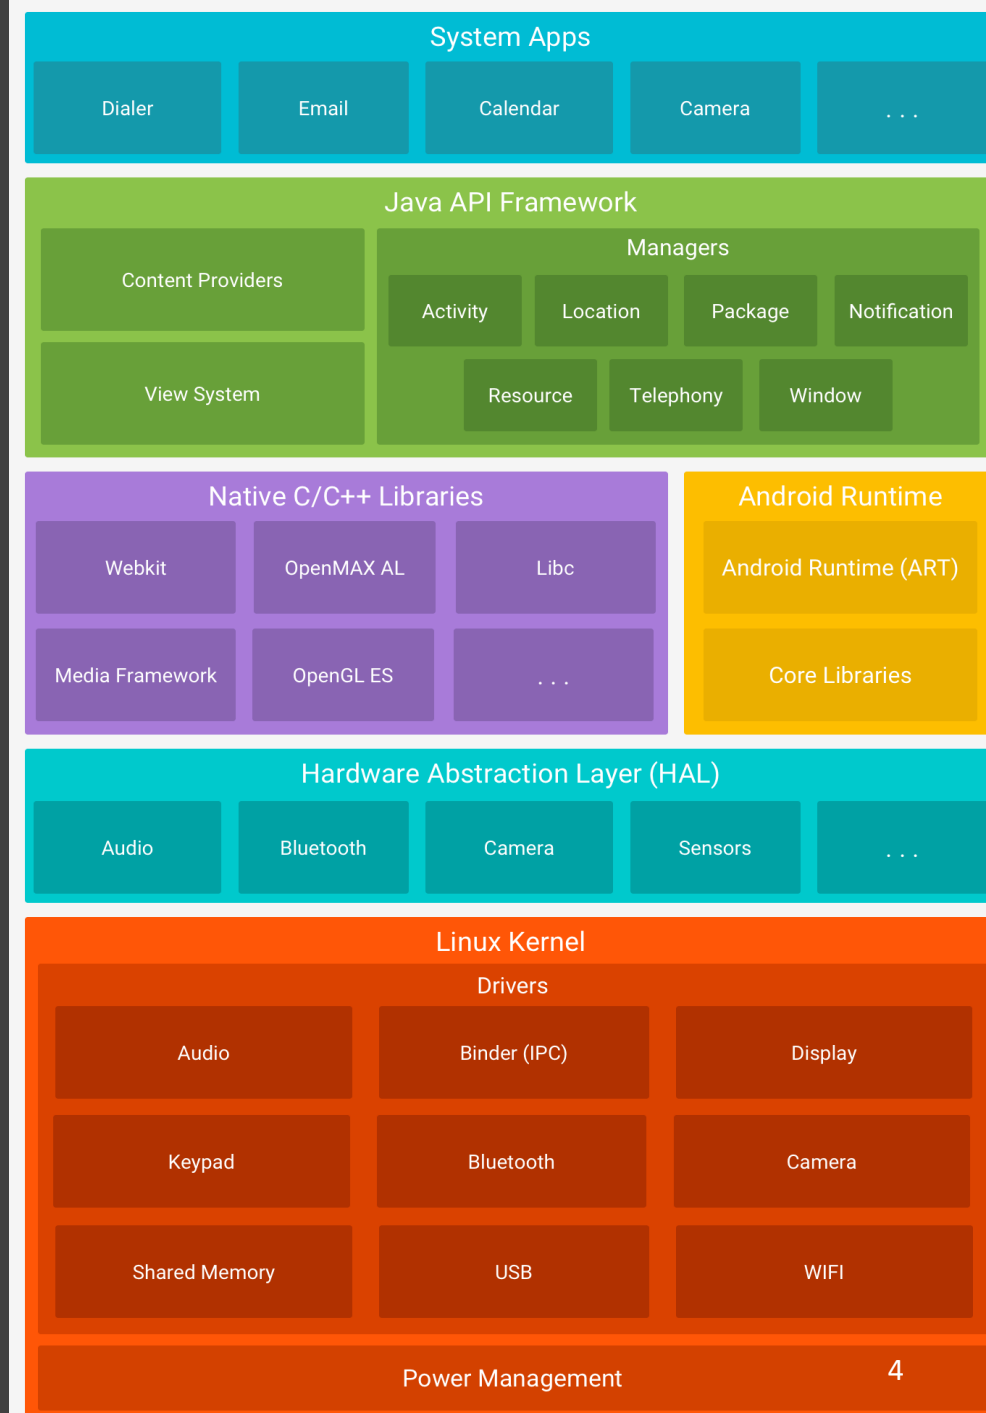 System Apps
Dialer
Email
Calendar
Camera
. . .
Java API Framework
Content Providers
View System
Managers
Activity
Location
Package
Notification
Resource
Telephony
Window
Native C/C++ Libraries
Webkit
OpenMAX AL
Libc
Media Framework
OpenGL ES
. . .
Android Runtime
Android Runtime (ART)
Core Libraries
Hardware Abstraction Layer (HAL)
Audio
Bluetooth
Camera
Sensors
. . .
Linux Kernel
Drivers
Audio
Binder (IPC)
Display
Keypad
Bluetooth
Camera
Shared Memory
USB
WIFI
Power Management
4